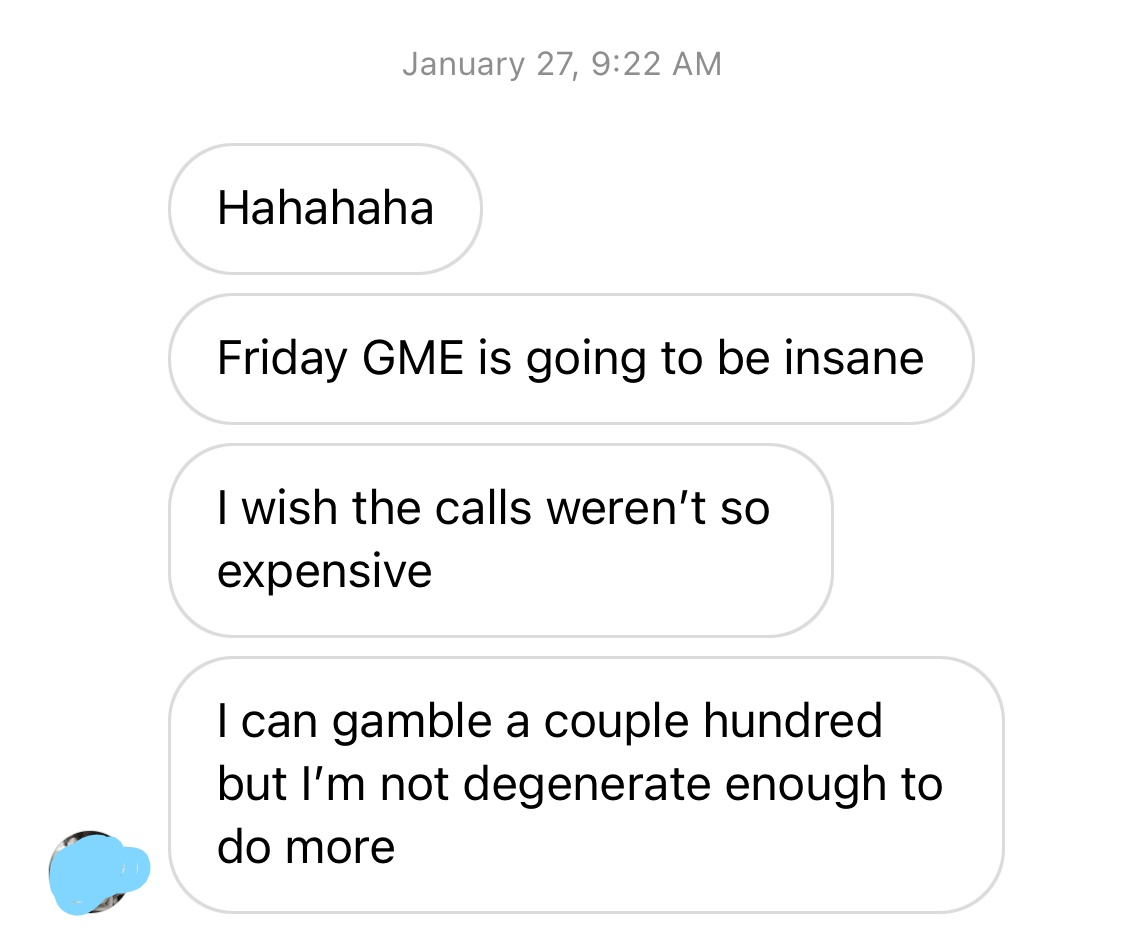 January 27, 9:22 AM
Hahahaha
Friday GME is going to be insane
I wish the calls weren’t so
expensive
I can gamble a couple hundred
but I’m not degenerate enough to
do more